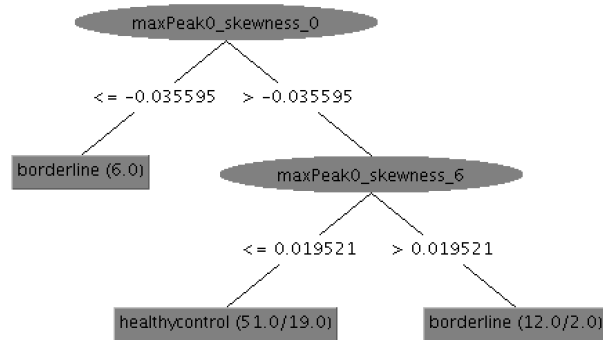 maxPeak0_skewness_0
<= -0.035595 > -0.035595
borderline (6.0)
maxPeak0_skewness_6
<= 0.019521 > 0.019521
healthycontrol (51.0/19.0) borderline (12.0/2.0)